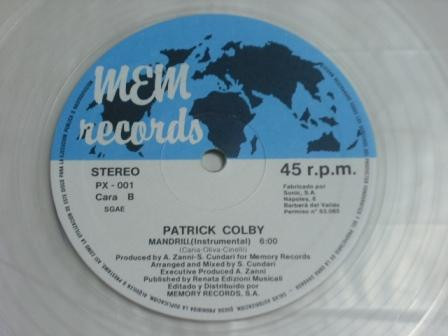 MEM
records
STEREO
PX - 001
Cara B
SGAE
45 r.p.m.
Fabricado por
Sonic, S.A.
Nápoles, 6
Barberá del Vallés
Permiso nº 63.065
PATRICK COLBY
MANDRILL(Instrumental) 6:00
(Caria-Oliva-Cinelli)
Produced by A. Zanni-S. Cundari for Memory Records
Arranged and Mixed by S. Cundari
Executive Produced A. Zanni
Published by Renata Edizioni Musicali
Editado y Distribuido por
MEMORY RECORDS, S.A.